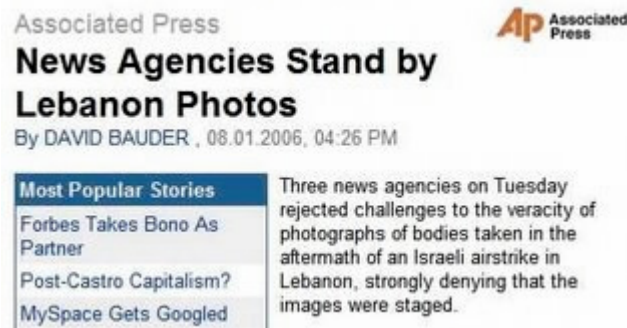 Associated Press
AP Associated
Press
News Agencies Stand by
Lebanon Photos
By DAVID BAUDER , 08.01.2006, 04:26 PM
Most Popular Stories
Forbes Takes Bono As
Partner
Post-Castro Capitalism?
MySpace Gets Googled
Three news agencies on Tuesday
rejected challenges to the veracity of
photographs of bodies taken in the
aftermath of an Israeli airstrike in
Lebanon, strongly denying that the
images were staged.